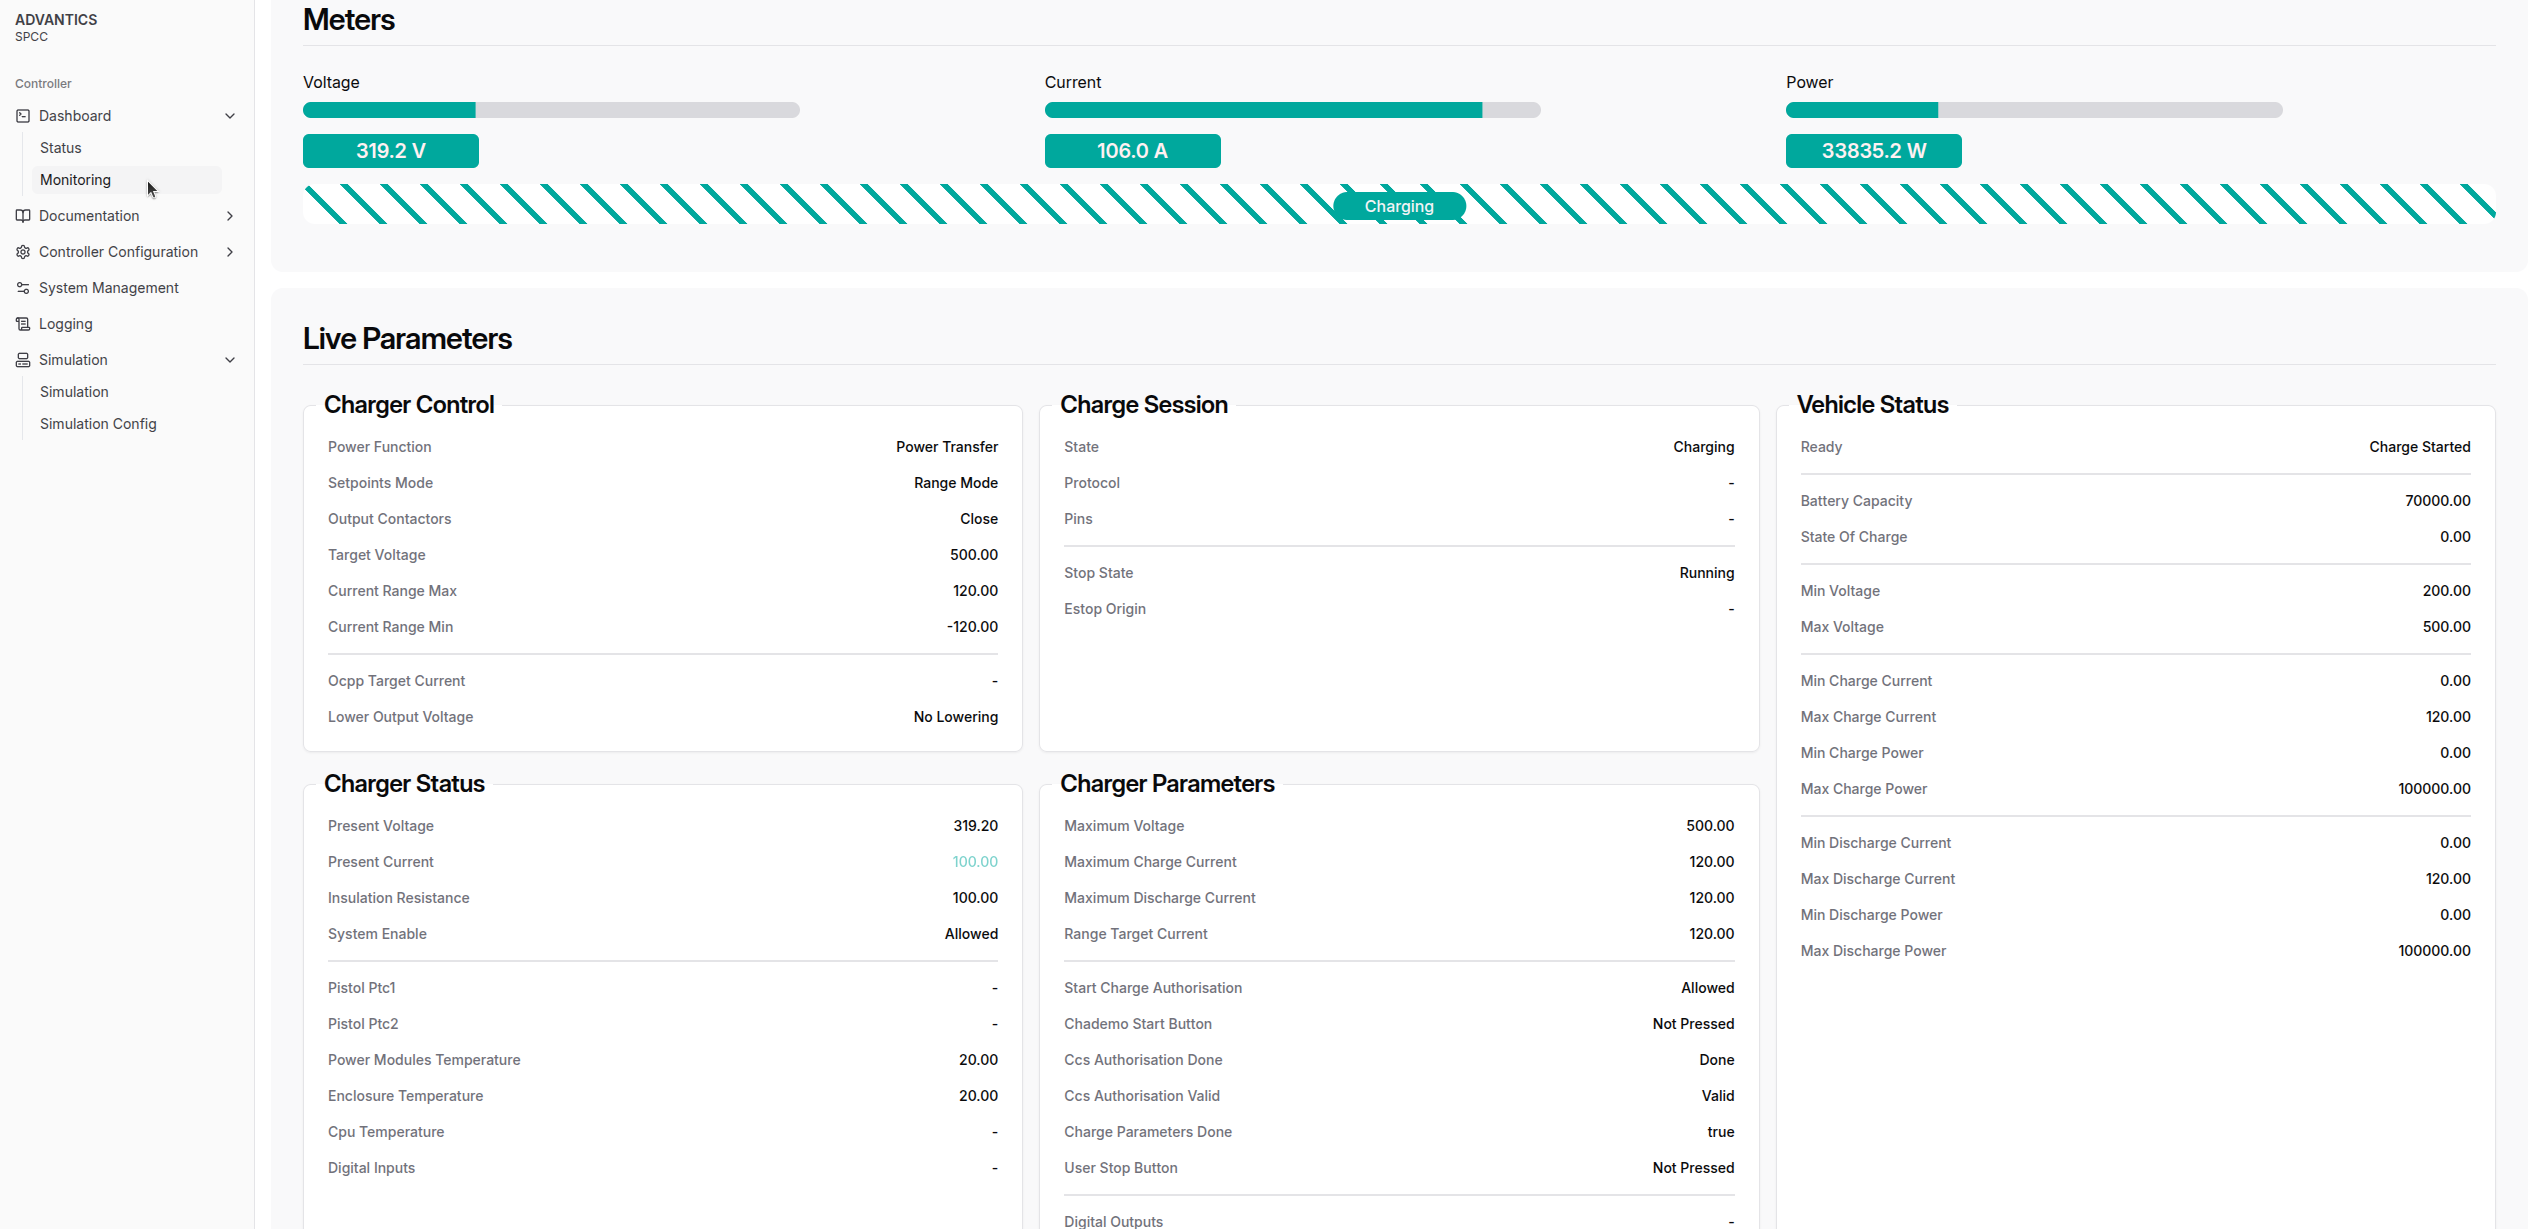 ADVANTICS
SPCC
Controller
Dashboard
Status
Monitoring
Documentation
Controller Configuration
System Management
Logging
Simulation
Simulation
Simulation Config
Meters
Voltage
319.2 V
Current
106.0 A
Power
33835.2 W
Charging
Live Parameters
Charger Control
Power Function Power Transfer
Setpoints Mode Range Mode
Output Contactors Close
Target Voltage 500.00
Current Range Max 120.00
Current Range Min -120.00
Ocpp Target Current -
Lower Output Voltage No Lowering
Charge Session
State Charging
Protocol -
Pins -
Stop State Running
Estop Origin -
Vehicle Status
Ready Charge Started
Battery Capacity 70000.00
State Of Charge 0.00
Min Voltage 200.00
Max Voltage 500.00
Min Charge Current 0.00
Max Charge Current 120.00
Min Charge Power 0.00
Max Charge Power 100000.00
Min Discharge Current 0.00
Max Discharge Current 120.00
Min Discharge Power 0.00
Max Discharge Power 100000.00
Charger Status
Present Voltage 319.20
Present Current 100.00
Insulation Resistance 100.00
System Enable Allowed
Pistol Ptc1 -
Pistol Ptc2 -
Power Modules Temperature 20.00
Enclosure Temperature 20.00
Cpu Temperature -
Digital Inputs -
Charger Parameters
Maximum Voltage 500.00
Maximum Charge Current 120.00
Maximum Discharge Current 120.00
Range Target Current 120.00
Start Charge Authorisation Allowed
Chademo Start Button Not Pressed
Ccs Authorisation Done Done
Ccs Authorisation Valid Valid
Charge Parameters Done true
User Stop Button Not Pressed
Digital Outputs -